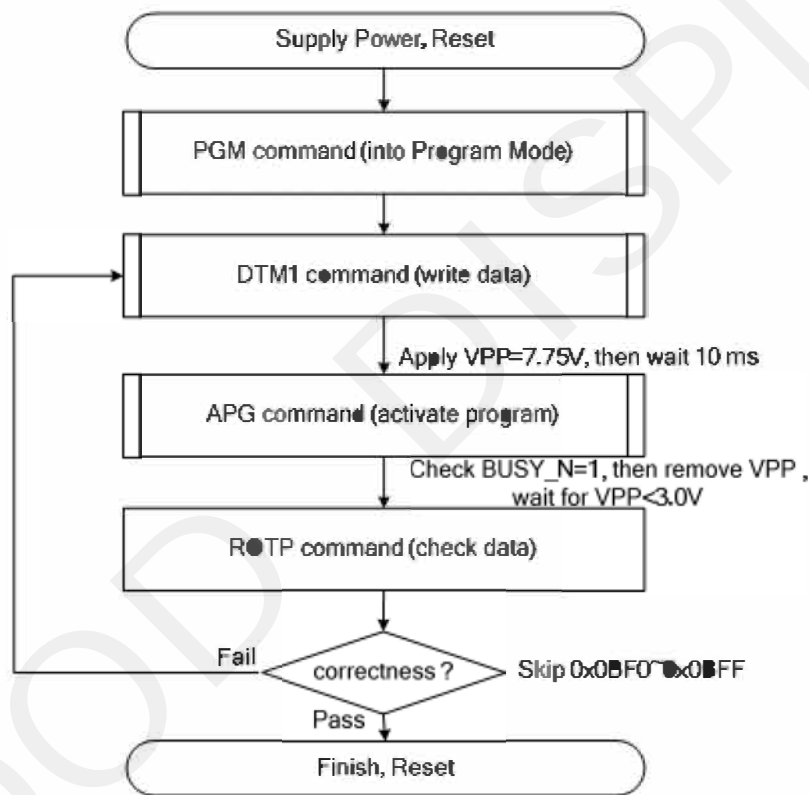 Supply Power, Reset
PGM command (into Program Mode)
DTM1 command (write data)
Apply VPP=7.75V, then wait 10 ms
APG command (activate program)
Check BUSY_N=1, then remove VPP ,
wait for VPP<3.0V
ROTP command (check data)
Fail
correctness ?
Skip 0x0BF0~0x0BFF
Pass
Finish, Reset